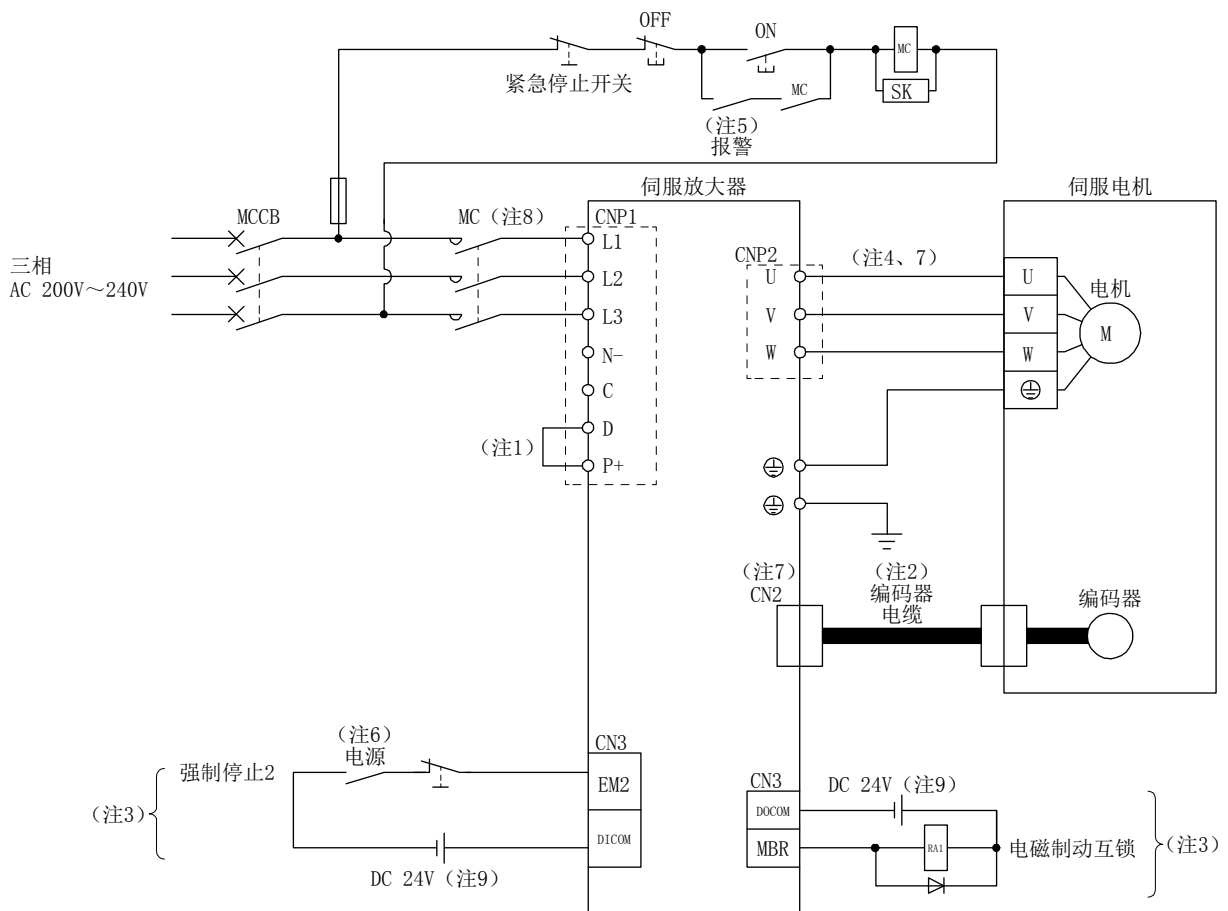 OFF
ON
MC
紧急停止开关
SK
MC
（注5）
报警
伺服放大器
伺服电机
MCCB
MC（注8）
CNP1
L1
三相
AC 200V～240V
L2
L3
N-
C
D
P+
（注1）
CNP2
U
V
W
（注4、7）
U
V
W
电机
M
（注7）
CN2
（注2）
编码器
电缆
编码器
（注6）
电源
强制停止2
（注3）
CN3
EM2
DICOM
DC 24V（注9）
CN3
DOCOM
MBR
DC 24V（注9）
RA1
电磁制动互锁
（注3）